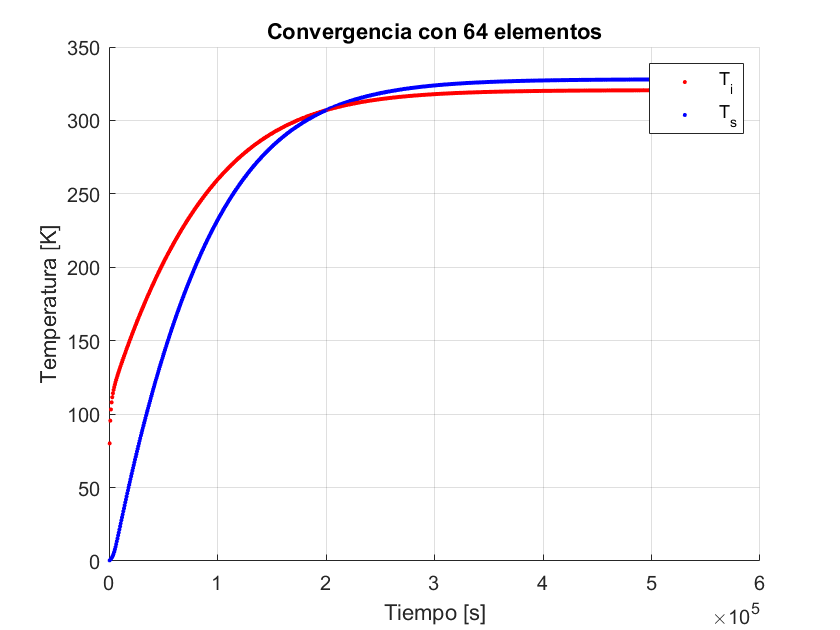 Convergencia con 64 elementos
350
300
250
200
150
100
50
0
Temperatura [K]
T_i
T_s
0 1 2 3 4 5 6
Tiempo [s]
×10^5